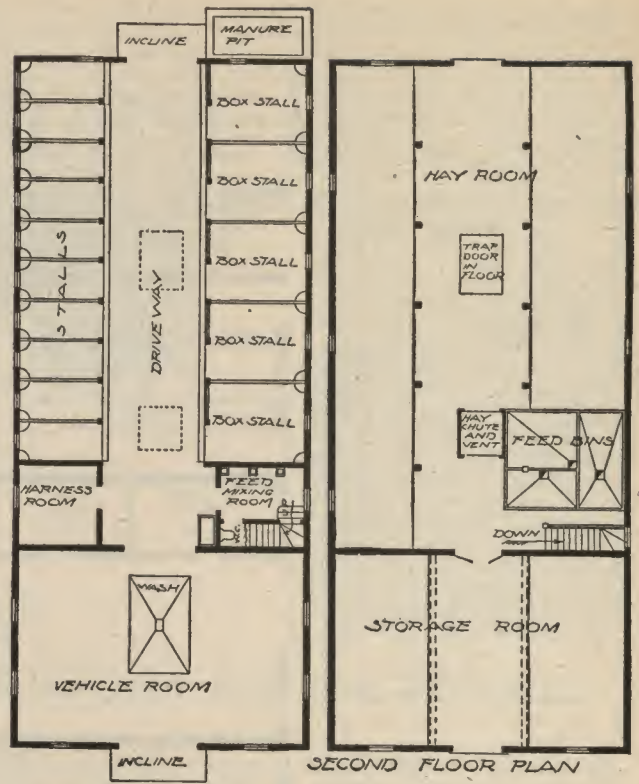 INCLINE
MANURE
PIT
BOX STALL
BOX STALL
BOX STALL
BOX STALL
BOX STALL
STALLS
DRIVEWAY
HARNESS
ROOM
FEED
MIXING
ROOM
UP
W.C.
WASH
VEHICLE ROOM
INCLINE
HAY ROOM
TRAP
DOOR
IN
FLOOR
HAY
CHUTE
AND
VENT
FEED BINS
DOWN
STORAGE ROOM
SECOND FLOOR PLAN